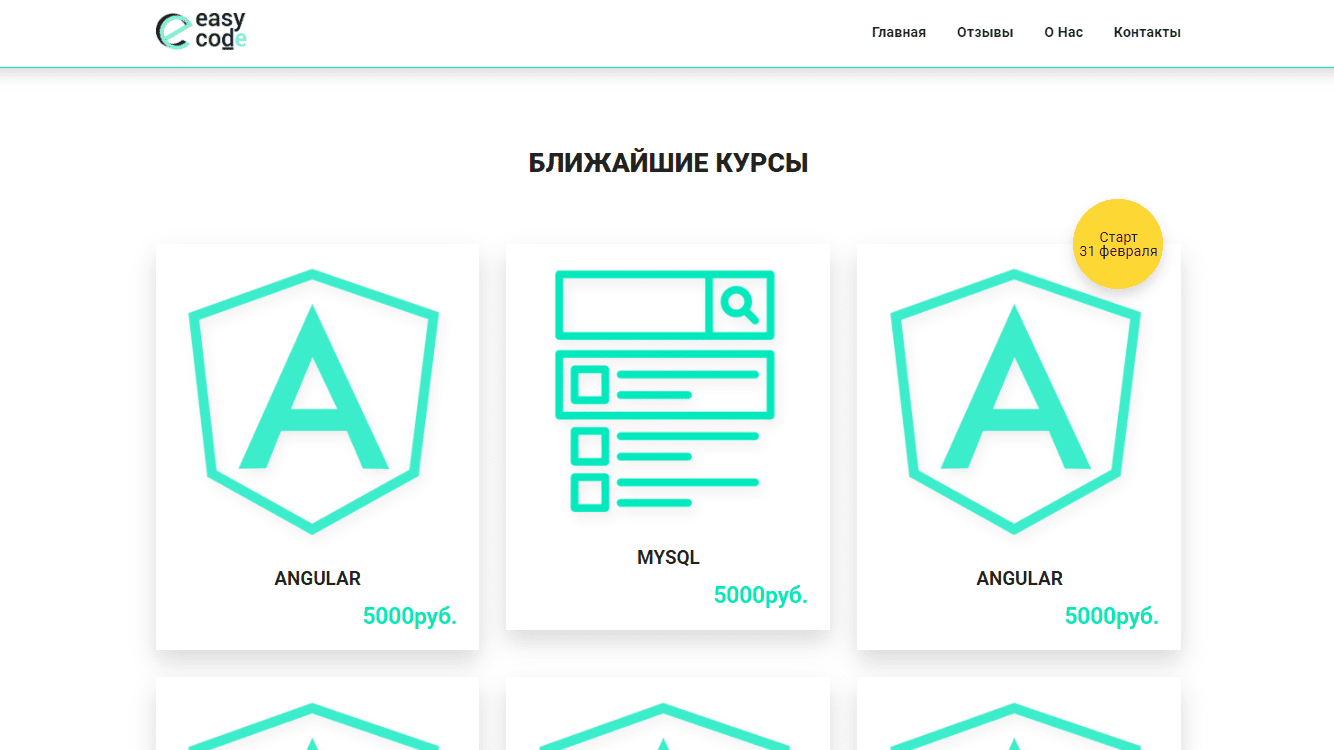 easy
code
Главная Отзывы О Нас Контакты
БЛИЖАЙШИЕ КУРСЫ
Старт
31 февраля
ANGULAR
5000руб.
MYSQL
5000руб.
ANGULAR
5000руб.